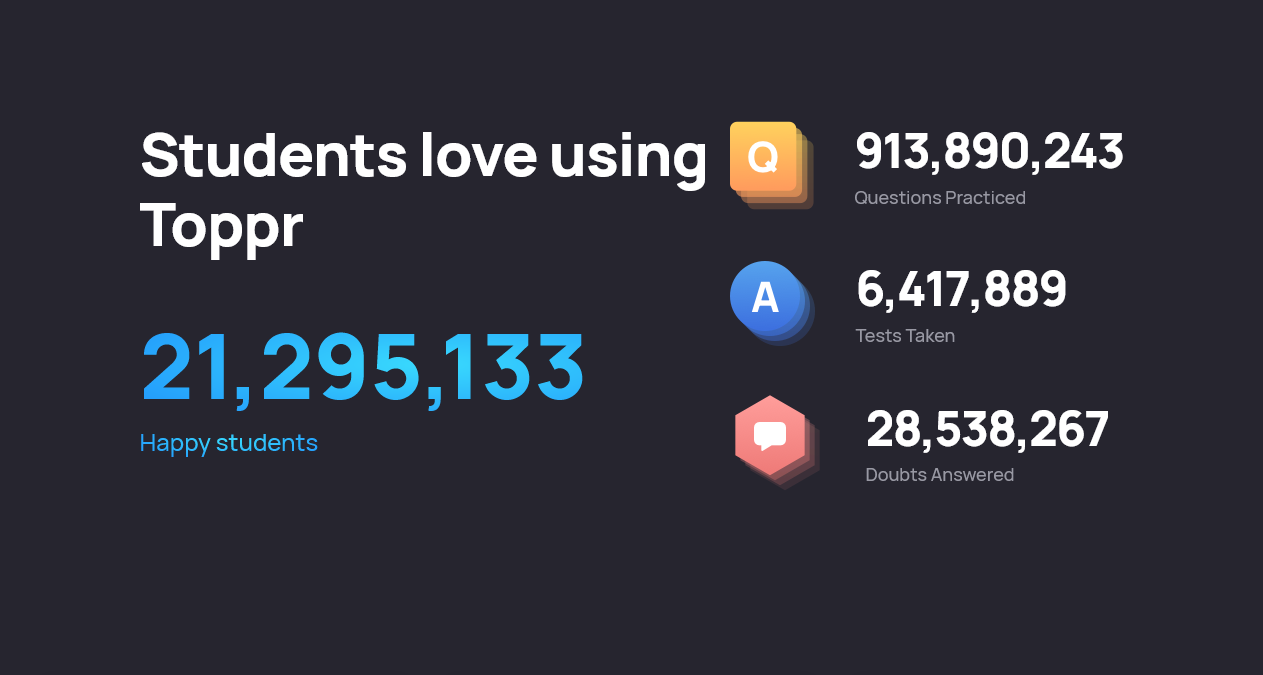 Students love using
Toppr
21,295,133
Happy students
Q
913,890,243
Questions Practiced
A
6,417,889
Tests Taken
28,538,267
Doubts Answered